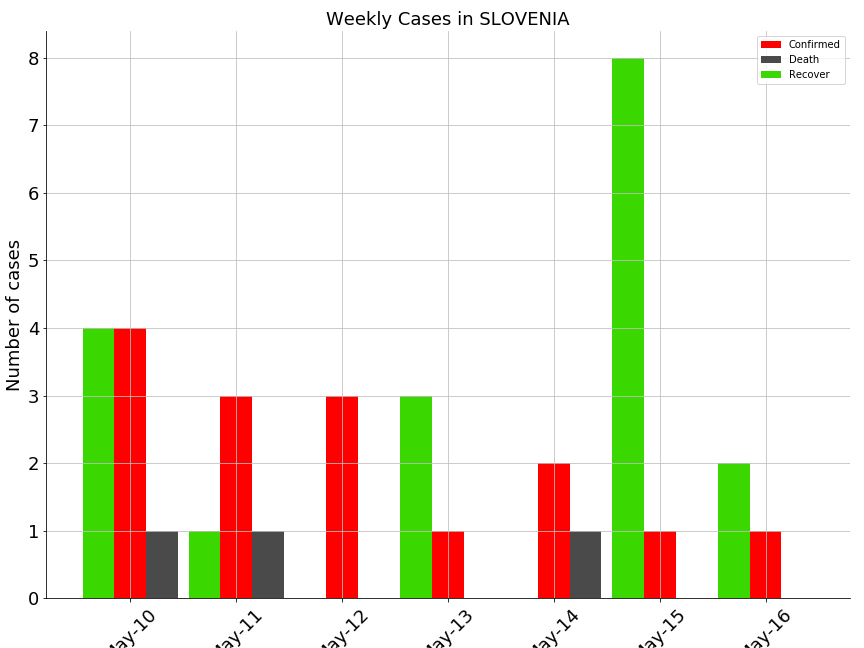 Weekly Cases in SLOVENIA
Confirmed
Death
Recover
Number of cases
8
7
6
5
4
3
2
1
0
May-10
May-11
May-12
May-13
May-14
May-15
May-16